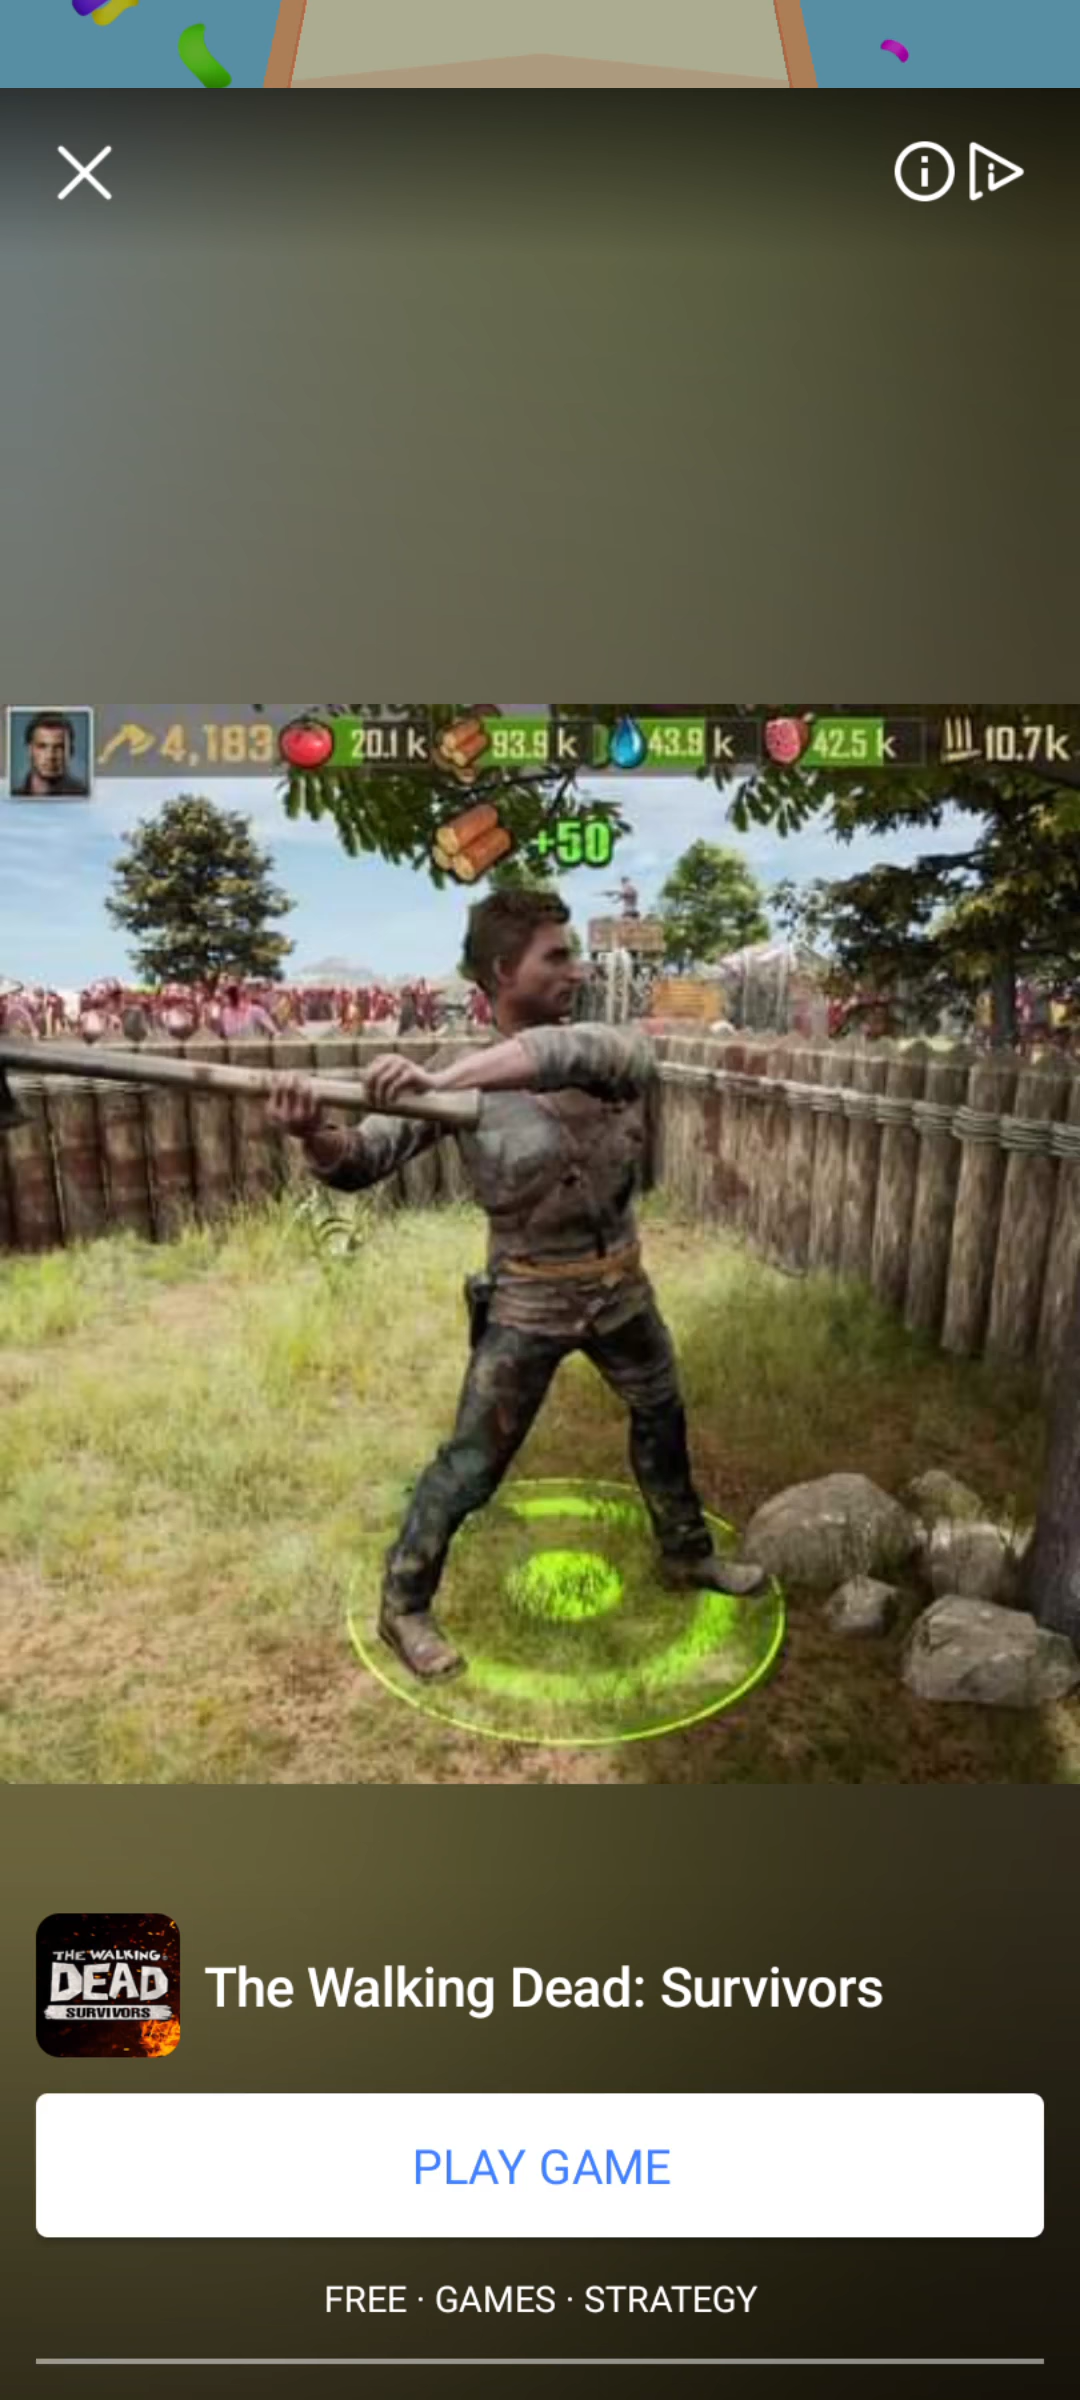 4,183 20.1 k 93.9 k 43.9 k 42.5 k 10.7k
+50
THE WALKING
DEAD
SURVIVORS
The Walking Dead: Survivors
PLAY GAME
FREE · GAMES · STRATEGY